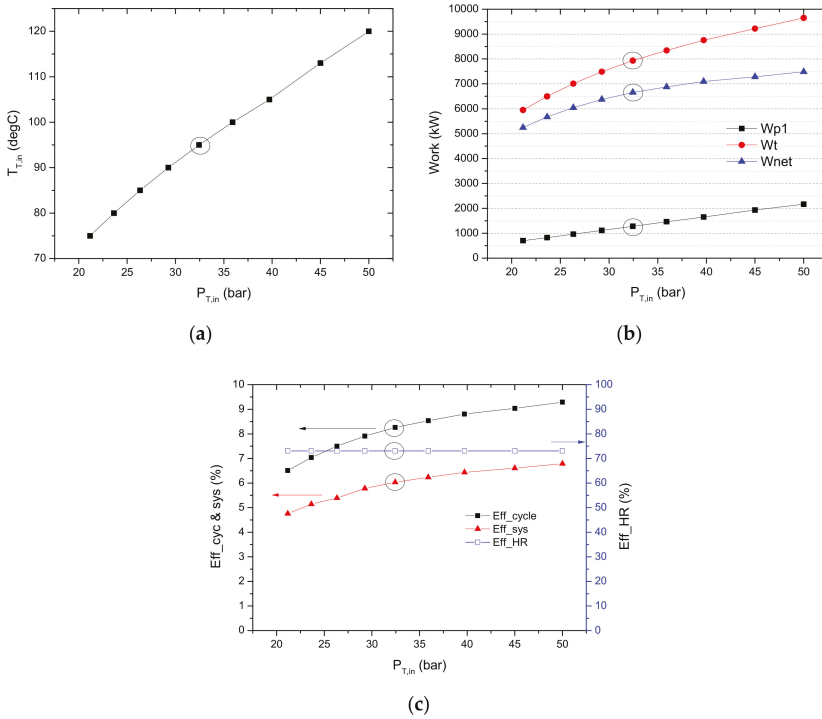 120
110
100
90
80
70
T_T,in (degC)
20 25 30 35 40 45 50
P_T,in (bar)
(a)
10000
9000
8000
7000
6000
5000
4000
3000
2000
1000
0
Work (kW)
Wp1
Wt
Wnet
20 25 30 35 40 45 50
P_T,in (bar)
(b)
10
9
8
7
6
5
4
3
2
1
0
Eff_cyc & sys (%)
Eff_cycle
Eff_sys
Eff_HR
100
90
80
70
60
50
40
30
20
10
0
Eff_HR (%)
20 25 30 35 40 45 50
P_T,in (bar)
(c)